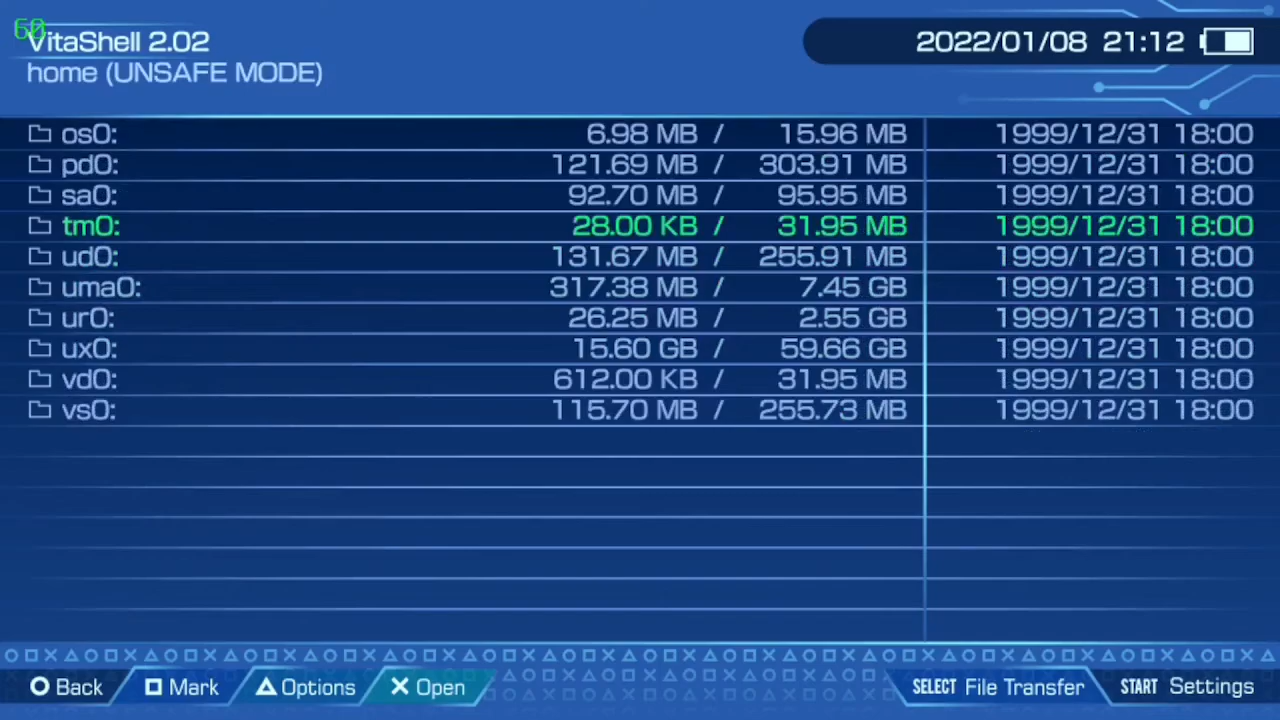 60
VitaShell 2.02
2022/01/08 21:12
home (UNSAFE MODE)
os0: 6.98 MB / 15.96 MB 1999/12/31 18:00
pd0: 121.69 MB / 303.91 MB 1999/12/31 18:00
sa0: 92.70 MB / 95.95 MB 1999/12/31 18:00
tm0: 28.00 KB / 31.95 MB 1999/12/31 18:00
ud0: 131.67 MB / 255.91 MB 1999/12/31 18:00
uma0: 317.38 MB / 7.45 GB 1999/12/31 18:00
ur0: 26.25 MB / 2.55 GB 1999/12/31 18:00
ux0: 15.60 GB / 59.66 GB 1999/12/31 18:00
vd0: 612.00 KB / 31.95 MB 1999/12/31 18:00
vs0: 115.70 MB / 255.73 MB 1999/12/31 18:00
Back Mark Options Open SELECT File Transfer START Settings